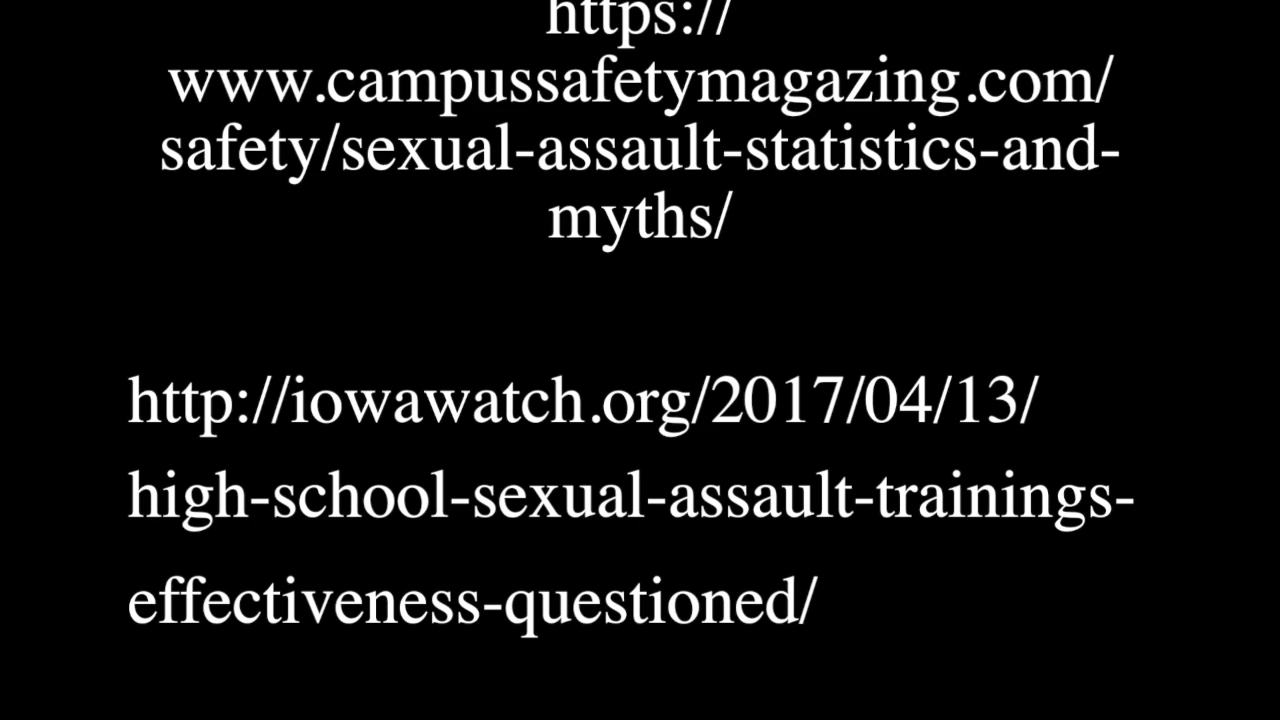 https://
www.campussafetymagazing.com/
safety/sexual-assault-statistics-and-
myths/
http://iowawatch.org/2017/04/13/
high-school-sexual-assault-trainings-
effectiveness-questioned/